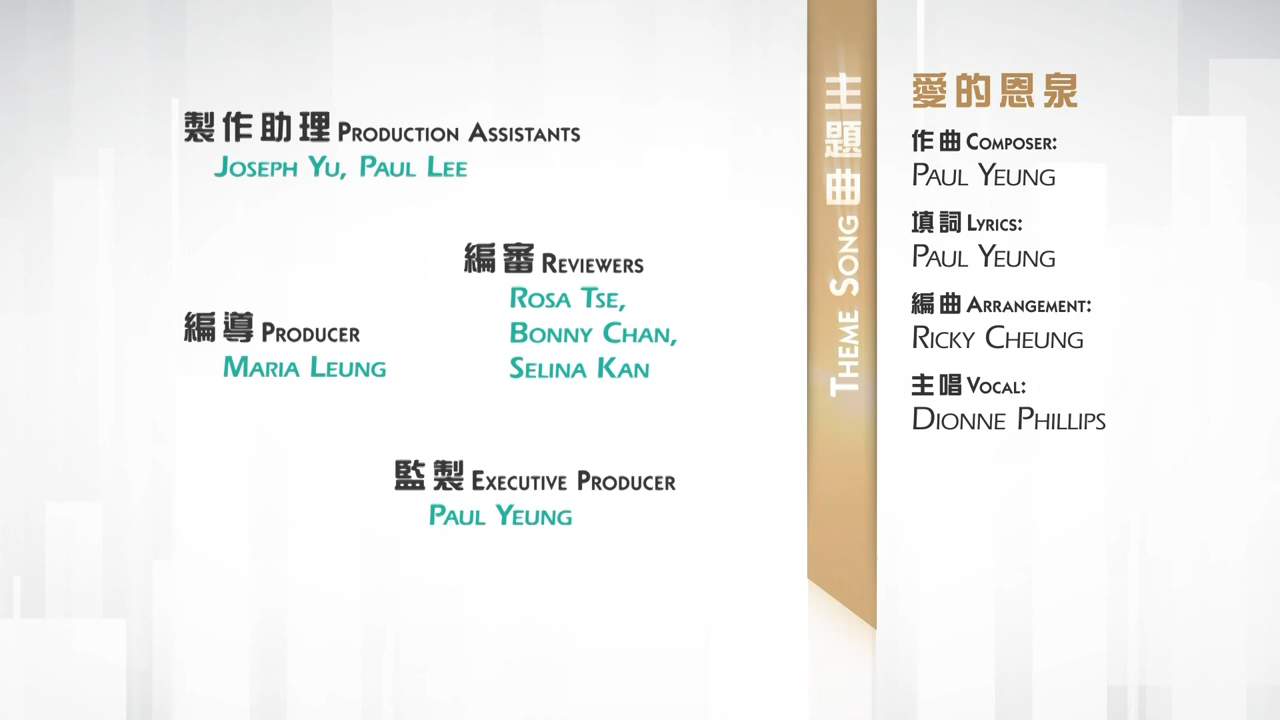 製作助理 PRODUCTION ASSISTANTS
JOSEPH YU, PAUL LEE
編審 REVIEWERS
ROSA TSE,
BONNY CHAN,
SELINA KAN
編導 PRODUCER
MARIA LEUNG
監製 EXECUTIVE PRODUCER
PAUL YEUNG
主題曲 THEME SONG
愛的恩泉
作曲 COMPOSER:
PAUL YEUNG
填詞 LYRICS:
PAUL YEUNG
編曲 ARRANGEMENT:
RICKY CHEUNG
主唱 VOCAL:
DIONNE PHILLIPS